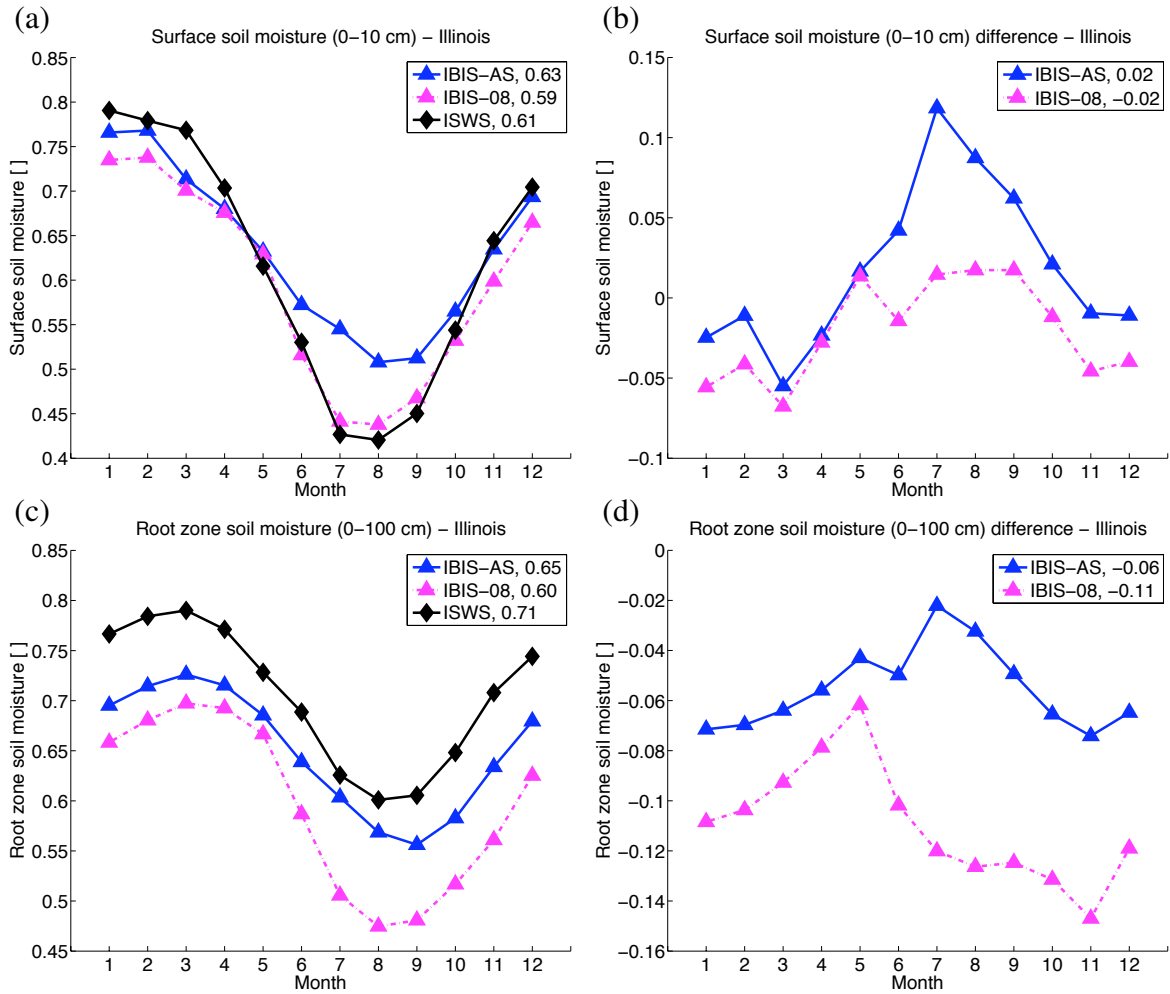 (a)
Surface soil moisture (0−10 cm) − Illinois
0.85
0.8
0.75
0.7
0.65
0.6
0.55
0.5
0.45
0.4
Surface soil moisture [ ]
IBIS−AS, 0.63
IBIS−08, 0.59
ISWS, 0.61
1 2 3 4 5 6 7 8 9 10 11 12
Month
(b)
Surface soil moisture (0−10 cm) difference − Illinois
0.15
0.1
0.05
0
−0.05
−0.1
Surface soil moisture [ ]
IBIS−AS, 0.02
IBIS−08, −0.02
1 2 3 4 5 6 7 8 9 10 11 12
Month
(c)
Root zone soil moisture (0−100 cm) − Illinois
0.85
0.8
0.75
0.7
0.65
0.6
0.55
0.5
0.45
Root zone soil moisture [ ]
IBIS−AS, 0.65
IBIS−08, 0.60
ISWS, 0.71
1 2 3 4 5 6 7 8 9 10 11 12
Month
(d)
Root zone soil moisture (0−100 cm) difference − Illinois
0
−0.02
−0.04
−0.06
−0.08
−0.1
−0.12
−0.14
−0.16
Root zone soil moisture [ ]
IBIS−AS, −0.06
IBIS−08, −0.11
1 2 3 4 5 6 7 8 9 10 11 12
Month